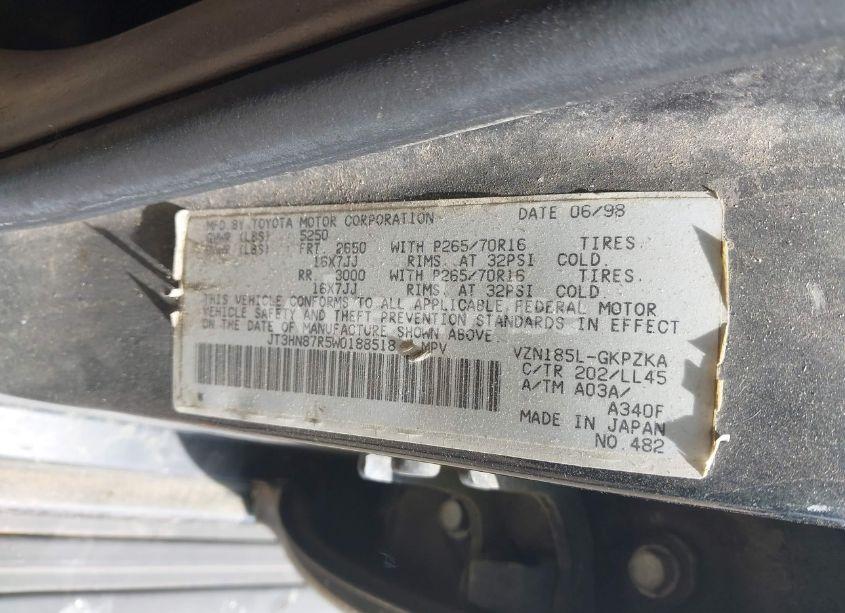 MFD. BY TOYOTA MOTOR CORPORATION DATE 06/98
GVWR (LBS) 5250
GAWR (LBS) FRT. 2650 WITH P265/70R16 TIRES.
16X7JJ RIMS. AT 32PSI COLD.
RR. 3000 WITH P265/70R16 TIRES.
16X7JJ RIMS. AT 32PSI COLD.
THIS VEHICLE CONFORMS TO ALL APPLICABLE FEDERAL MOTOR
VEHICLE SAFETY AND THEFT PREVENTION STANDARDS IN EFFECT
ON THE DATE OF MANUFACTURE SHOWN ABOVE.
JT3HN87R5W0188518 MPV VZN185L-GKPZKA
C/TR 202/LL45
A/TM A03A/
A340F
MADE IN JAPAN
NO. 482